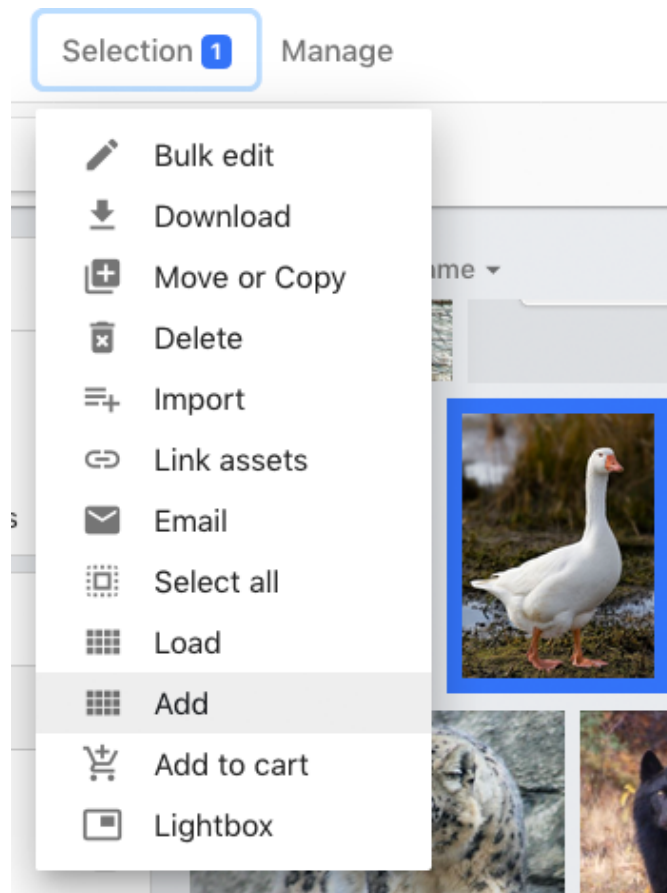 Selection 1 Manage
Bulk edit
Download
Move or Copy
Delete
Import
Link assets
Email
Select all
Load
Add
Add to cart
Lightbox